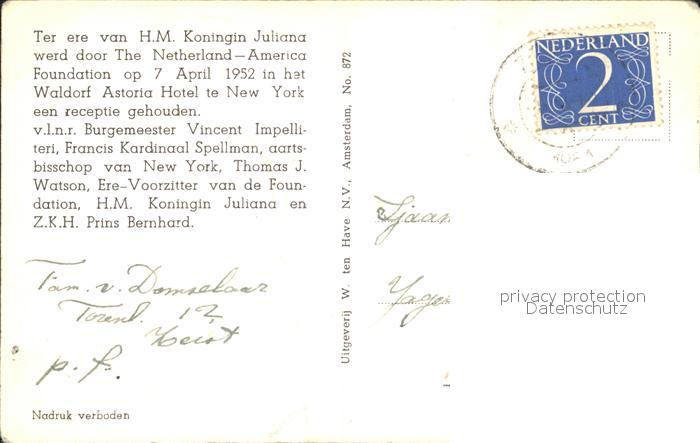 Ter ere van H.M. Koningin Juliana
werd door The Netherland—America
Foundation op 7 April 1952 in het
Waldorf Astoria Hotel te New York
een receptie gehouden.
v.l.n.r. Burgemeester Vincent Impelli-
teri, Francis Kardinaal Spellman, aarts-
bisschop van New York, Thomas J.
Watson, Ere-Voorzitter van de Foun-
dation, H.M. Koningin Juliana en
Z.K.H. Prins Bernhard.
Fam. v. Domselaar
Torenl. 12
p. f.
Nadruk verboden
Uitgeverij W. ten Have N.V., Amsterdam, No. 872
NEDERLAND
2
CENT
privacy protection
Datenschutz